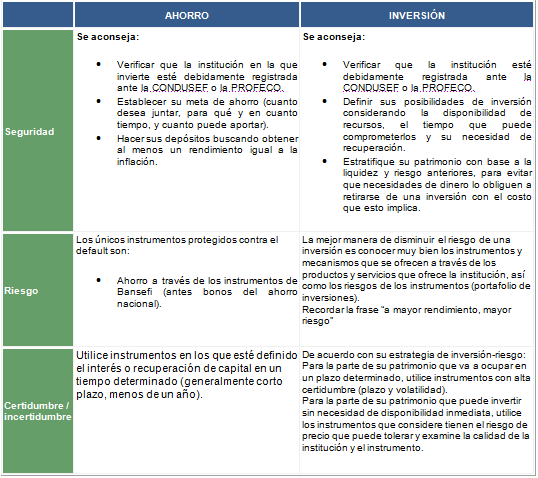 AHORRO
INVERSIÓN
Seguridad
Se aconseja:
• Verificar que la institución en la que
invierte esté debidamente registrada
ante la CONDUSEF o la PROFECO.
• Establecer su meta de ahorro (cuanto
desea juntar, para qué y en cuanto
tiempo, y cuanto puede aportar).
• Hacer sus depósitos buscando obtener
al menos un rendimiento igual a la
inflación.
Se aconseja:
• Verificar que la institución esté
debidamente registrada ante la
CONDUSEF o la PROFECO.
• Definir sus posibilidades de inversión
considerando la disponibilidad de
recursos, el tiempo que puede
comprometerlos y su necesidad de
recuperación.
• Estratifique su patrimonio con base a la
liquidez y riesgo anteriores, para evitar
que necesidades de dinero lo obliguen a
retirarse de una inversión con el costo
que esto implica.
Riesgo
Los únicos instrumentos protegidos contra el
default son:
• Ahorro a través de los instrumentos de
Bansefi (antes bonos del ahorro
nacional).
La mejor manera de disminuir el riesgo de una
inversión es conocer muy bien los instrumentos y
mecanismos que se ofrecen a través de los
productos y servicios que ofrece la institución, así
como los riesgos de los instrumentos (portafolio de
inversiones).
Recordar la frase "a mayor rendimiento, mayor
riesgo"
Certidumbre /
incertidumbre
Utilice instrumentos en los que esté definido
el interés o recuperación de capital en un
tiempo determinado (generalmente corto
plazo, menos de un año).
De acuerdo con su estrategia de inversión-riesgo:
Para la parte de su patrimonio que va a ocupar en
un plazo determinado, utilice instrumentos con alta
certidumbre (plazo y volatilidad).
Para la parte de su patrimonio que puede invertir
sin necesidad de disponibilidad inmediata, utilice
los instrumentos que considere tienen el riesgo de
precio que puede tolerar y examine la calidad de la
institución y el instrumento.